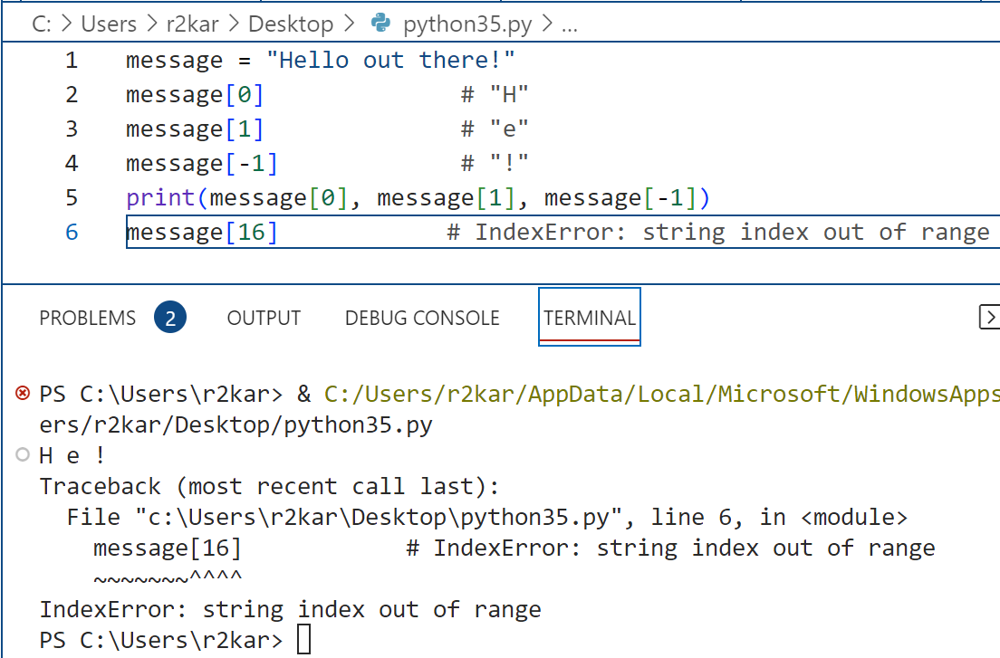 C: > Users > r2kar > Desktop > python35.py > ...
1 message = "Hello out there!"
2 message[0] # "H"
3 message[1] # "e"
4 message[-1] # "!"
5 print(message[0], message[1], message[-1])
6 message[16] # IndexError: string index out of range
PROBLEMS 2 OUTPUT DEBUG CONSOLE TERMINAL
PS C:\Users\r2kar> & C:/Users/r2kar/AppData/Local/Microsoft/WindowsApps
ers/r2kar/Desktop/python35.py
H e !
Traceback (most recent call last):
File "c:\Users\r2kar\Desktop\python35.py", line 6, in <module>
message[16] # IndexError: string index out of range
~~~~~~~^^^^
IndexError: string index out of range
PS C:\Users\r2kar>